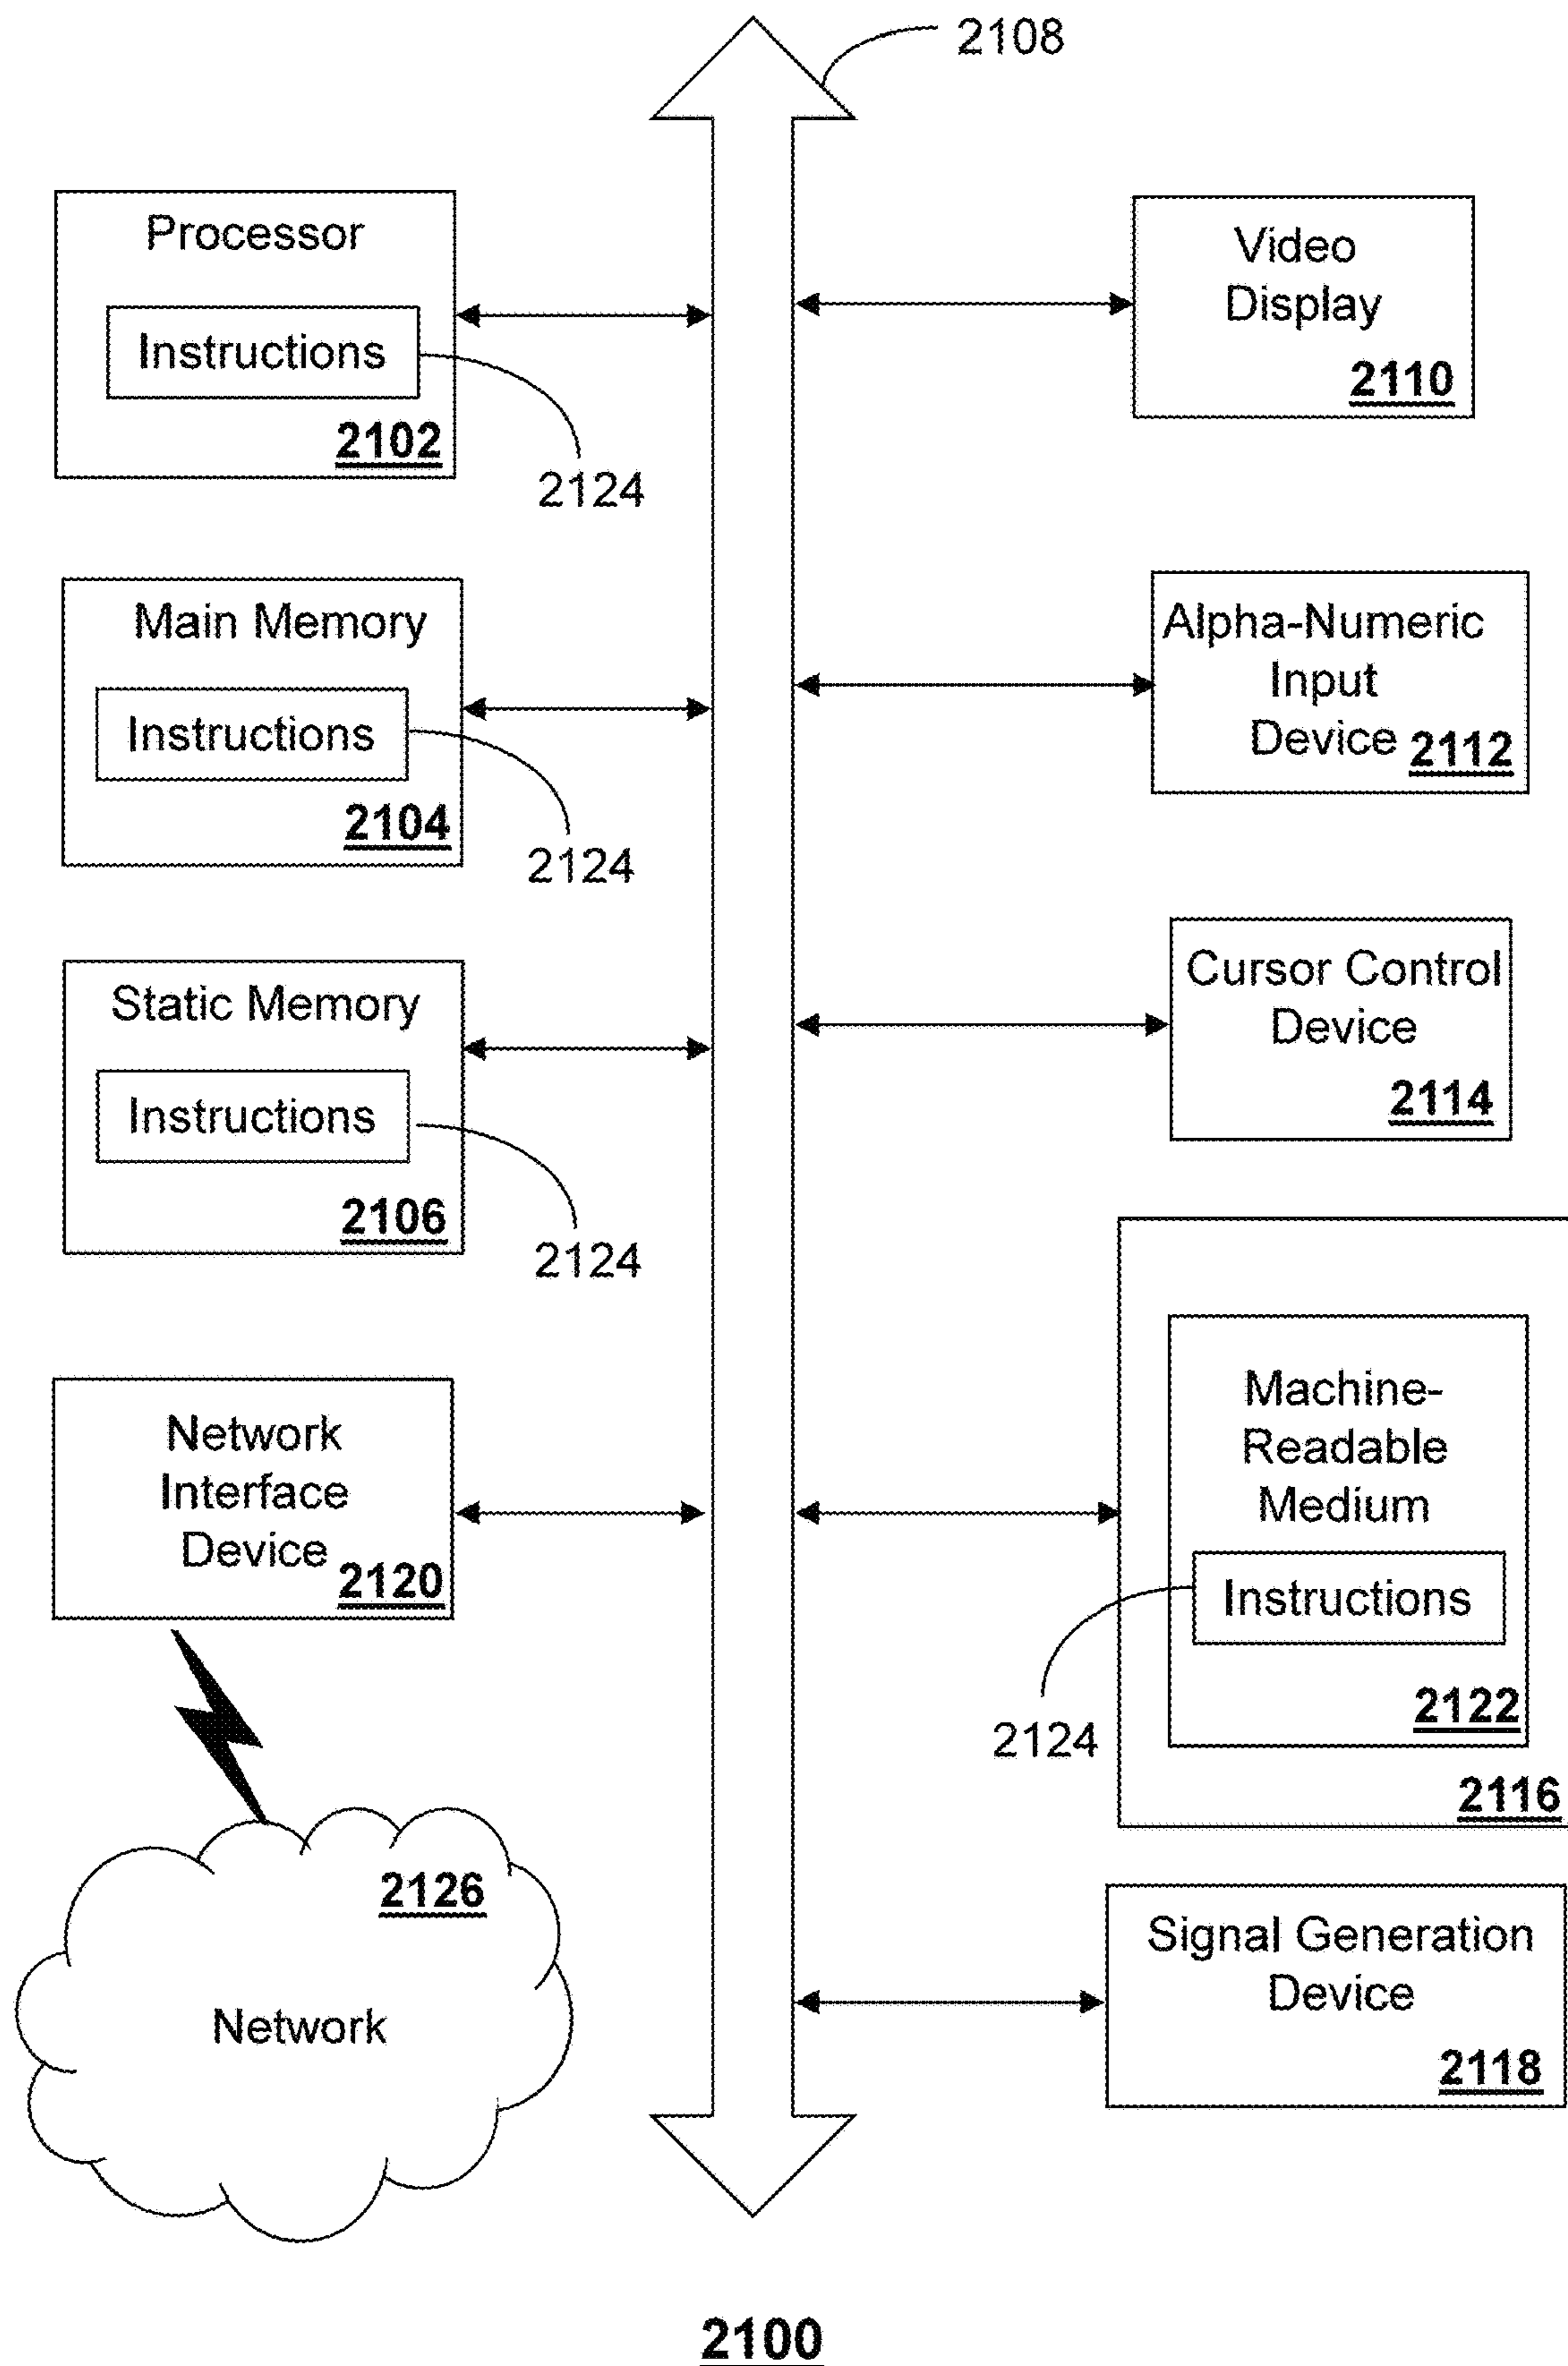 2108
Processor
Instructions
2102
2124
Video
Display
2110
Main Memory
Instructions
2104
2124
Alpha-Numeric
Input
Device 2112
Static Memory
Instructions
2106
2124
Cursor Control
Device
2114
Network
Interface
Device 2120
Machine-
Readable
Medium
Instructions
2122
2124
2116
2126
Network
Signal Generation
Device
2118
2100